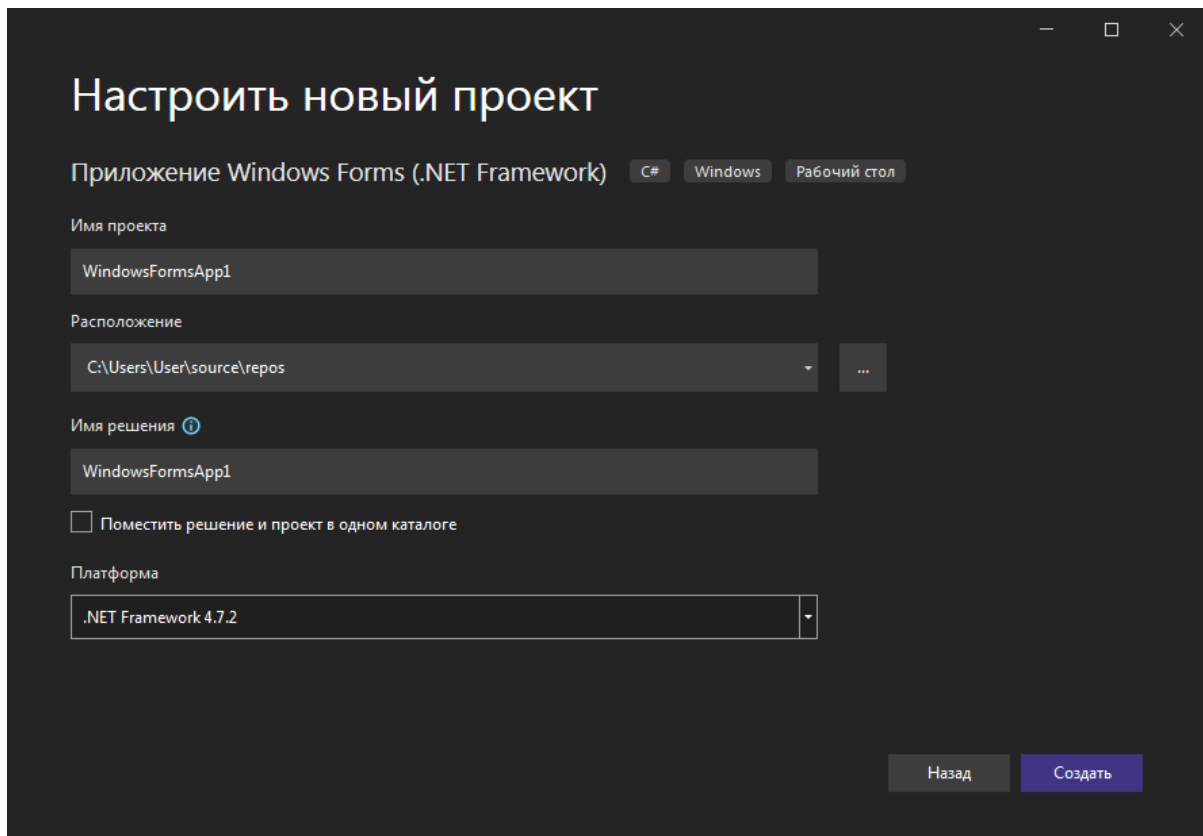 Настроить новый проект
Приложение Windows Forms (.NET Framework) C# Windows Рабочий стол
Имя проекта
WindowsFormsApp1
Расположение
C:\Users\User\source\repos ...
Имя решения
WindowsFormsApp1
Поместить решение и проект в одном каталоге
Платформа
.NET Framework 4.7.2
Назад Создать